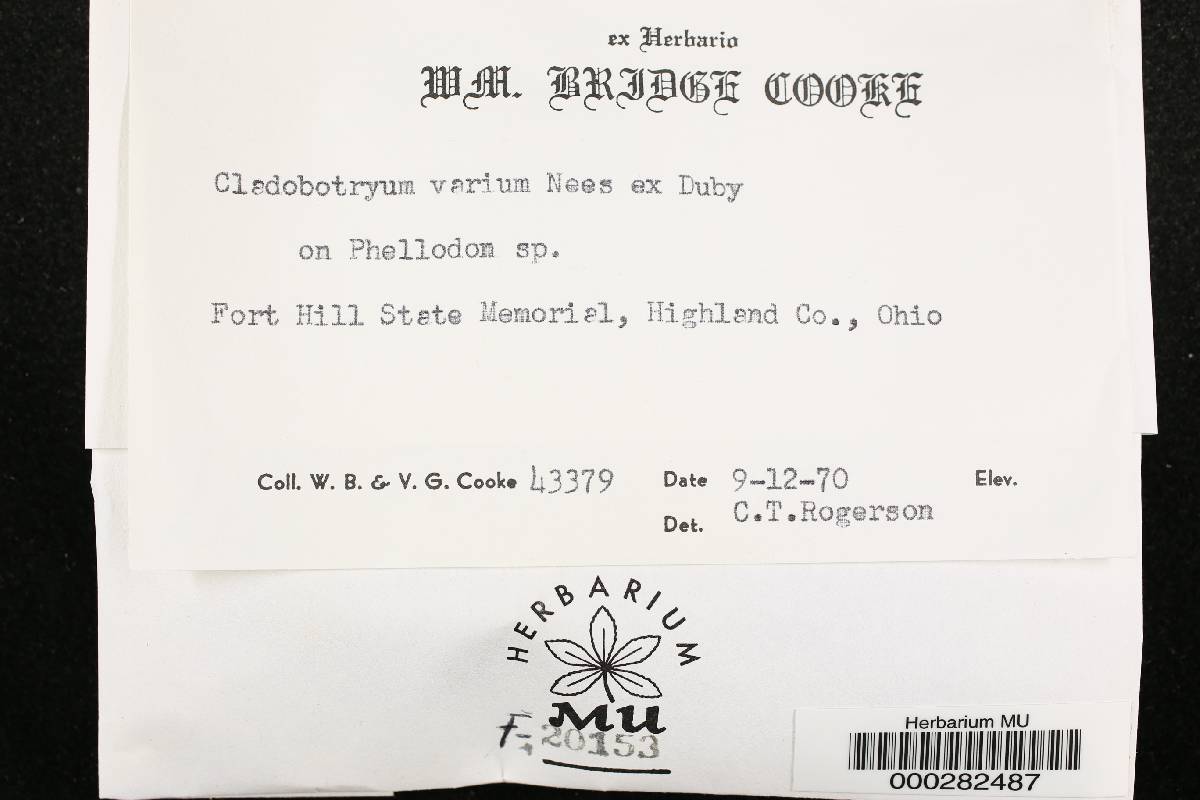 ex Herbario
WM. BRIDGE COOKE
Cladobotryum varium Nees ex Duby
on Phellodon sp.
Fort Hill State Memorial, Highland Co., Ohio
Coll. W. B. & V. G. Cooke 43379 Date 9-12-70 Elev.
Det. C.T.Rogerson
HERBARIUM
MU
F-20153
Herbarium MU
000282487